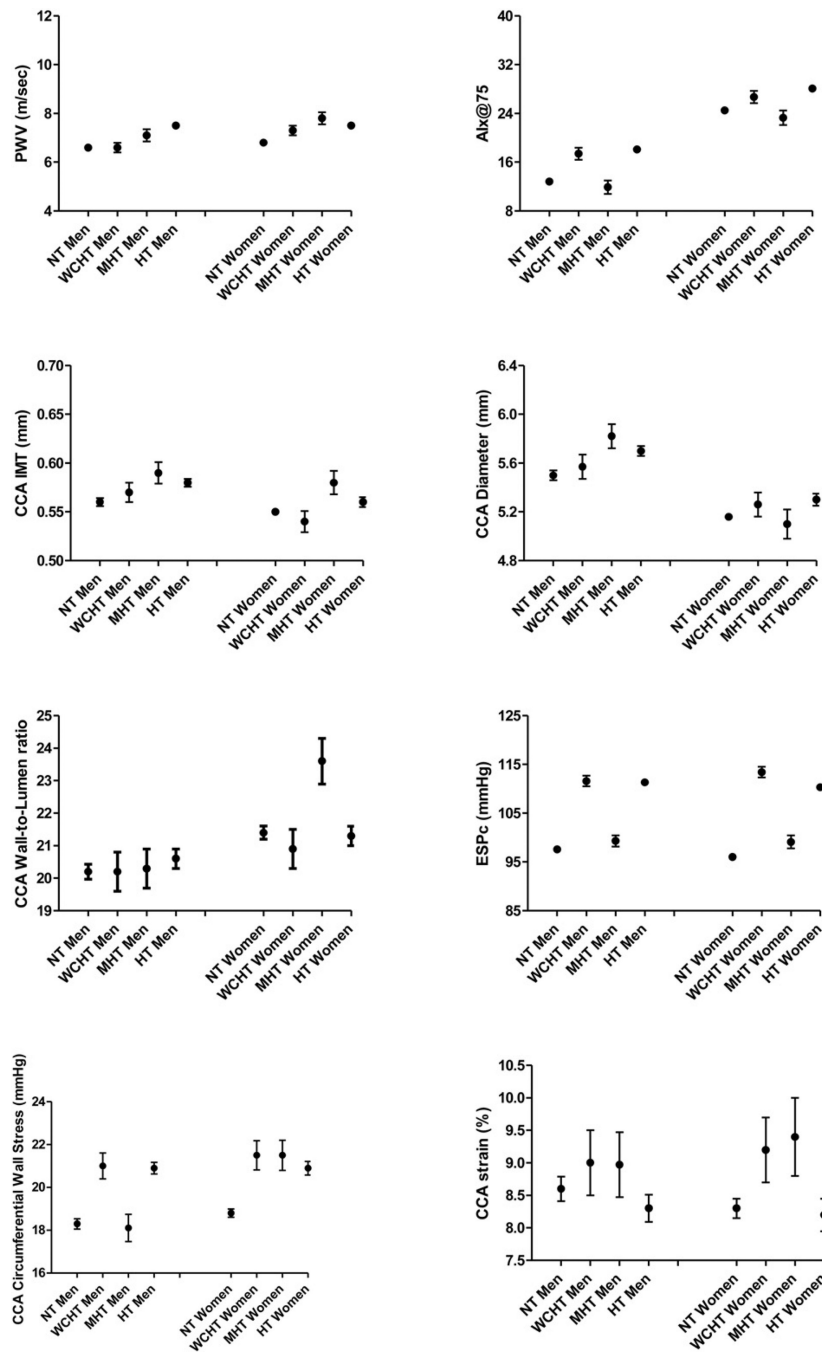 PWV (m/sec)
12
10
8
6
4
NT Men
WCHT Men
MHT Men
HT Men
NT Women
WCHT Women
MHT Women
HT Women
AIx@75
40
32
24
16
8
NT Men
WCHT Men
MHT Men
HT Men
NT Women
WCHT Women
MHT Women
HT Women
CCA IMT (mm)
0.70
0.65
0.60
0.55
0.50
NT Men
WCHT Men
MHT Men
HT Men
NT Women
WCHT Women
MHT Women
HT Women
CCA Diameter (mm)
6.4
6.0
5.6
5.2
4.8
NT Men
WCHT Men
MHT Men
HT Men
NT Women
WCHT Women
MHT Women
HT Women
CCA Wall-to-Lumen ratio
25
24
23
22
21
20
19
NT Men
WCHT Men
MHT Men
HT Men
NT Women
WCHT Women
MHT Women
HT Women
ESPc (mmHg)
125
115
105
95
85
NT Men
WCHT Men
MHT Men
HT Men
NT Women
WCHT Women
MHT Women
HT Women
CCA Circumferential Wall Stress (mmHg)
24
22
20
18
16
NT Men
WCHT Men
MHT Men
HT Men
NT Women
WCHT Women
MHT Women
HT Women
CCA strain (%)
10.5
10.0
9.5
9.0
8.5
8.0
7.5
NT Men
WCHT Men
MHT Men
HT Men
NT Women
WCHT Women
MHT Women
HT Women